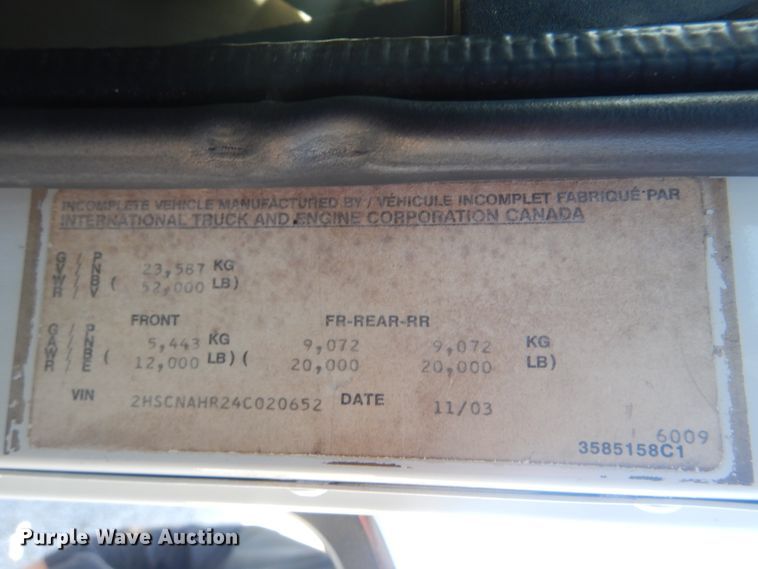 INCOMPLETE VEHICLE MANUFACTURED BY / VÉHICULE INCOMPLET FABRIQUÉ PAR
INTERNATIONAL TRUCK AND ENGINE CORPORATION CANADA
G / P
V / N
W / B
R / V
23,587 KG
( 52,000 LB)
FRONT FR-REAR-RR
G / P
A / N
W / B
R / E
5,443 KG 9,072 9,072 KG
( 12,000 LB) ( 20,000 20,000 LB)
VIN 2HSCNAHR24C020652 DATE 11/03
6009
3585158C1
Purple Wave Auction